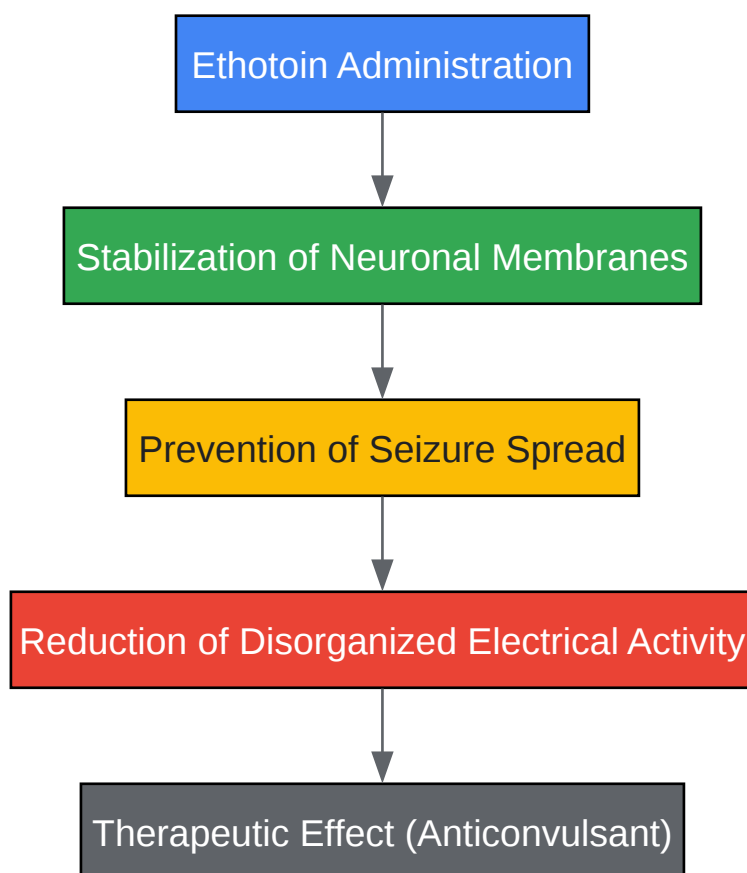 Ethotoin Administration
Stabilization of Neuronal Membranes
Prevention of Seizure Spread
Reduction of Disorganized Electrical Activity
Therapeutic Effect (Anticonvulsant)